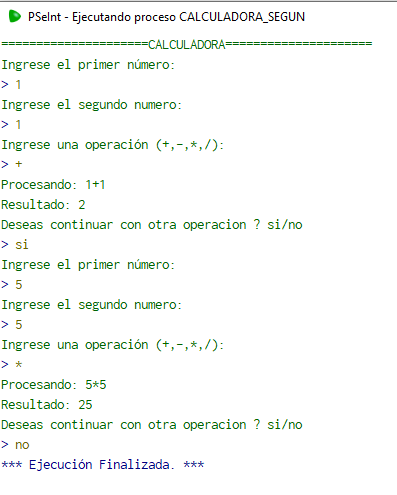 PSeInt - Ejecutando proceso CALCULADORA_SEGUN
=====================CALCULADORA=====================
Ingrese el primer número:
> 1
Ingrese el segundo numero:
> 1
Ingrese una operación (+,-,*,/):
> +
Procesando: 1+1
Resultado: 2
Deseas continuar con otra operacion ? si/no
> si
Ingrese el primer número:
> 5
Ingrese el segundo numero:
> 5
Ingrese una operación (+,-,*,/):
> *
Procesando: 5*5
Resultado: 25
Deseas continuar con otra operacion ? si/no
> no
*** Ejecución Finalizada. ***